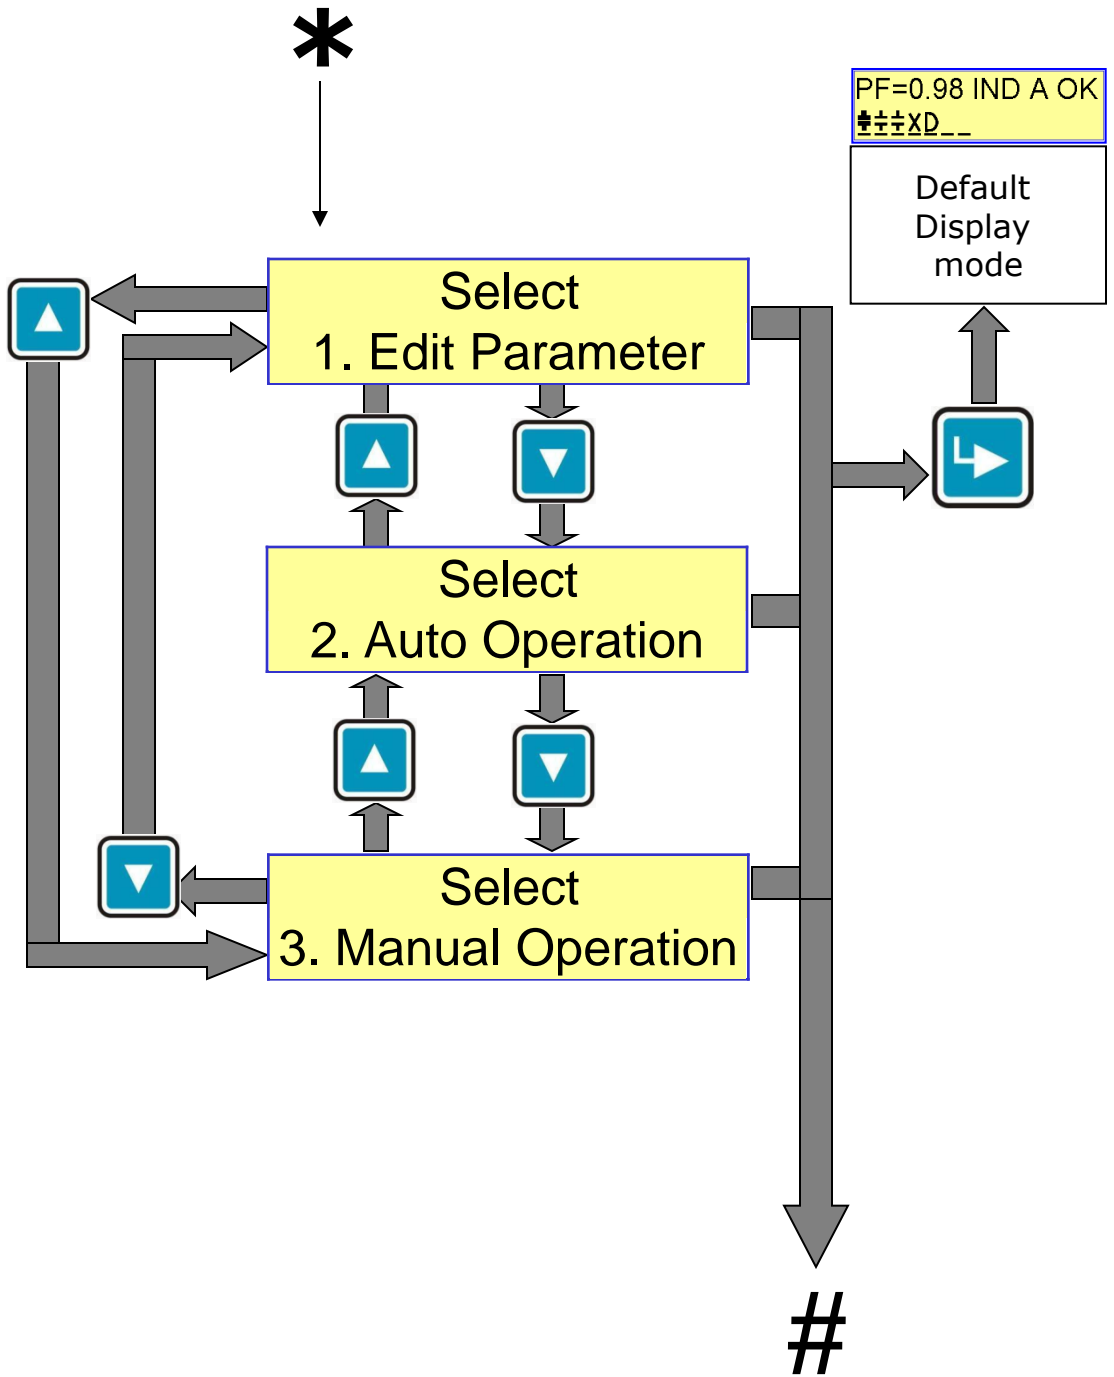 *
PF=0.98 IND A OK
XD_ _
Default
Display
mode
Select
1. Edit Parameter
Select
2. Auto Operation
Select
3. Manual Operation
#